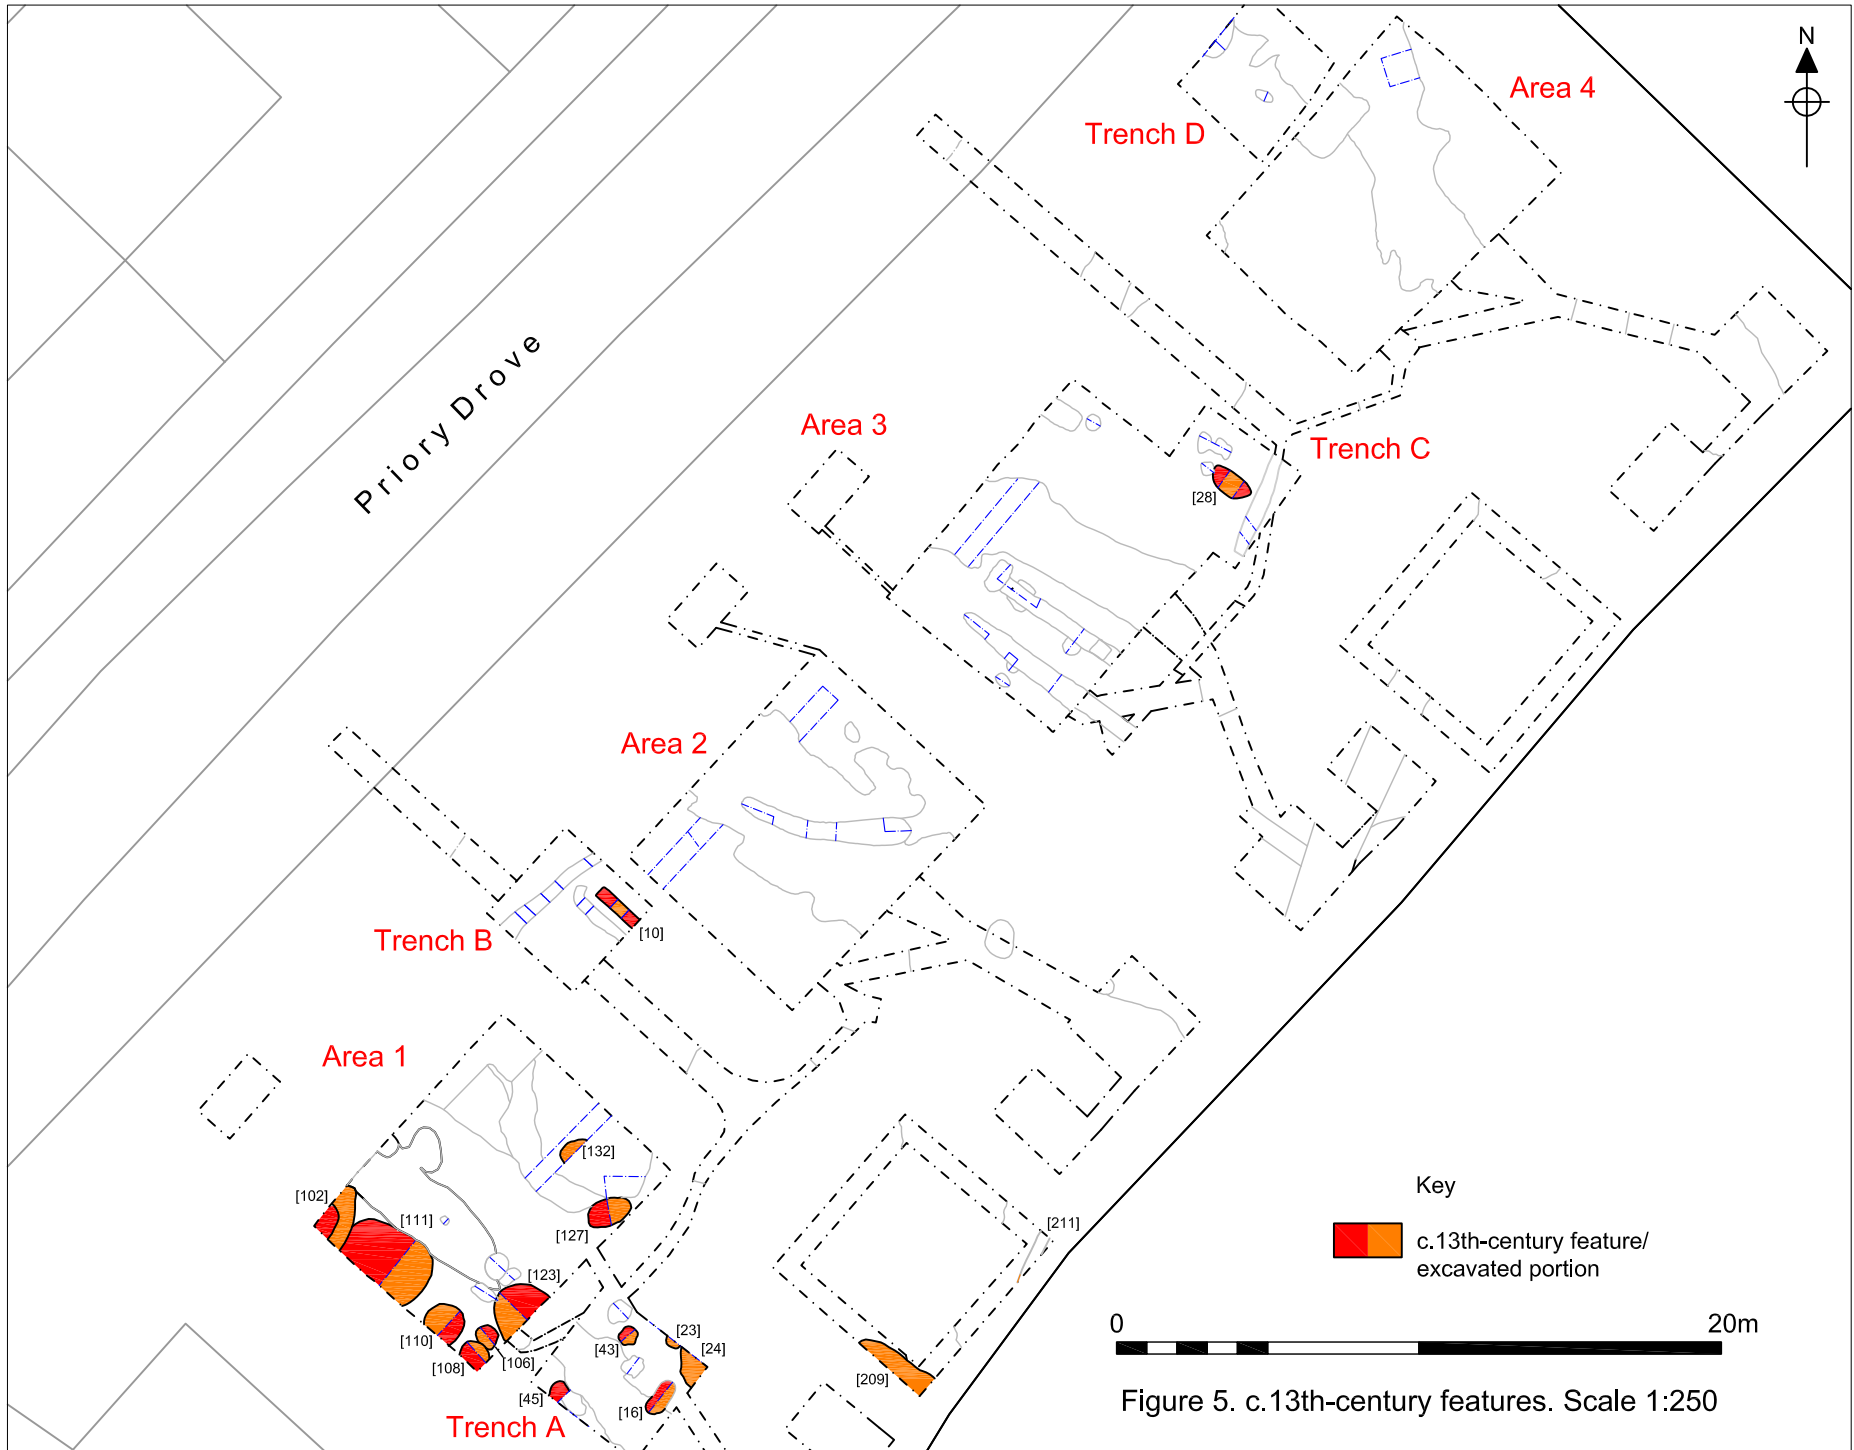 N
Area 4
Trench D
Priory Drove
Area 3
Trench C
[28]
Area 2
[10]
Trench B
Area 1
[132]
[102]
[111]
[127]
[211]
[123]
[110]
[108]
[106]
[43]
[23]
[24]
[45]
[16]
[209]
Trench A
Key
c.13th-century feature/
excavated portion
0
20m
Figure 5. c.13th-century features. Scale 1:250